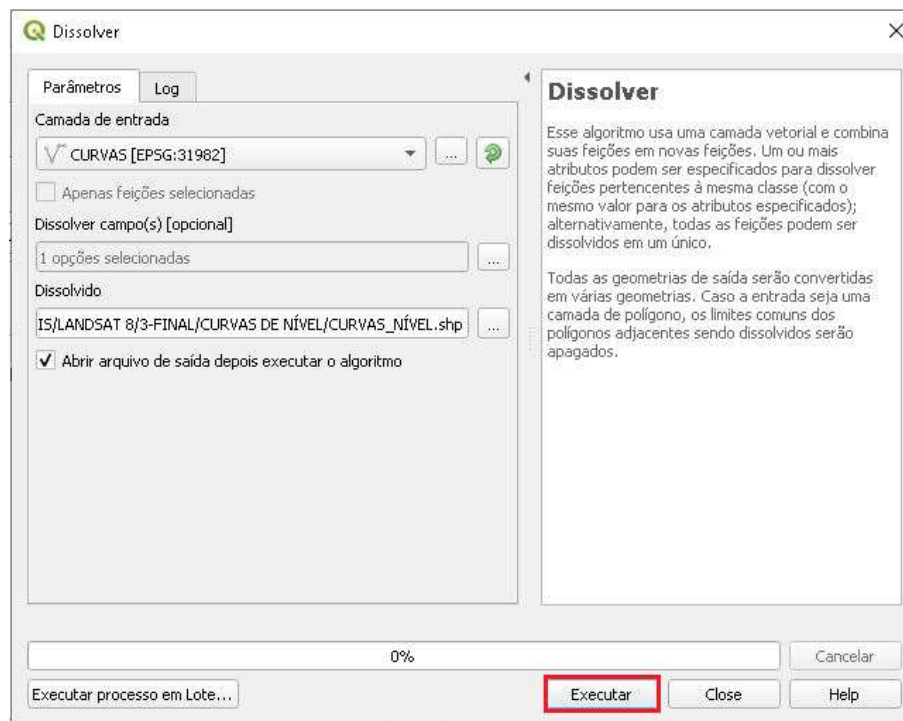 Dissolver
Parâmetros
Log
Camada de entrada
CURVAS [EPSG:31982]
...
Apenas feições selecionadas
Dissolver campo(s) [opcional]
1 opções selecionadas
...
Dissolvido
IS/LANDSAT 8/3-FINAL/CURVAS DE NÍVEL/CURVAS_NÍVEL.shp
...
Abrir arquivo de saída depois executar o algoritmo
Dissolver
Esse algoritmo usa uma camada vetorial e combina
suas feições em novas feições. Um ou mais
atributos podem ser especificados para dissolver
feições pertencentes à mesma classe (com o
mesmo valor para os atributos especificados);
alternativamente, todas as feições podem ser
dissolvidos em um único.
Todas as geometrias de saída serão convertidas
em várias geometrias. Caso a entrada seja uma
camada de polígono, os limites comuns dos
polígonos adjacentes sendo dissolvidos serão
apagados.
0%
Cancelar
Executar processo em Lote...
Executar
Close
Help